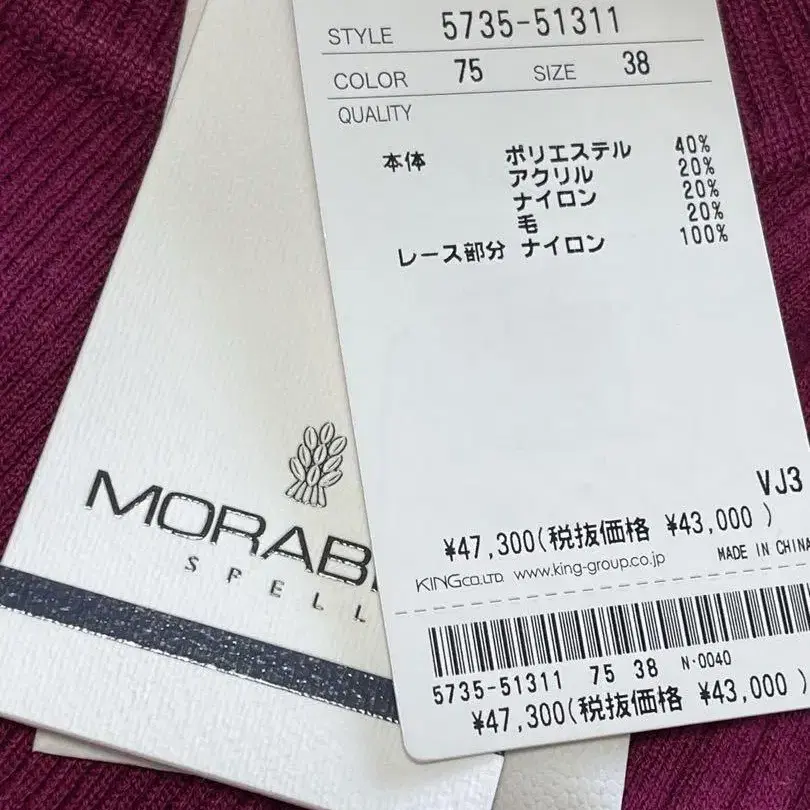 STYLE 5735-51311
COLOR 75 SIZE 38
QUALITY
本体 ポリエステル 40%
アクリル 20%
ナイロン 20%
毛 20%
レース部分 ナイロン 100%
VJ3
¥47,300(税抜価格 ¥43,000 )
KING CO.LTD. www.king-group.co.jp MADE IN CHINA
5735-51311 75 38 N-0040
¥47,300(税抜価格 ¥43,000 )